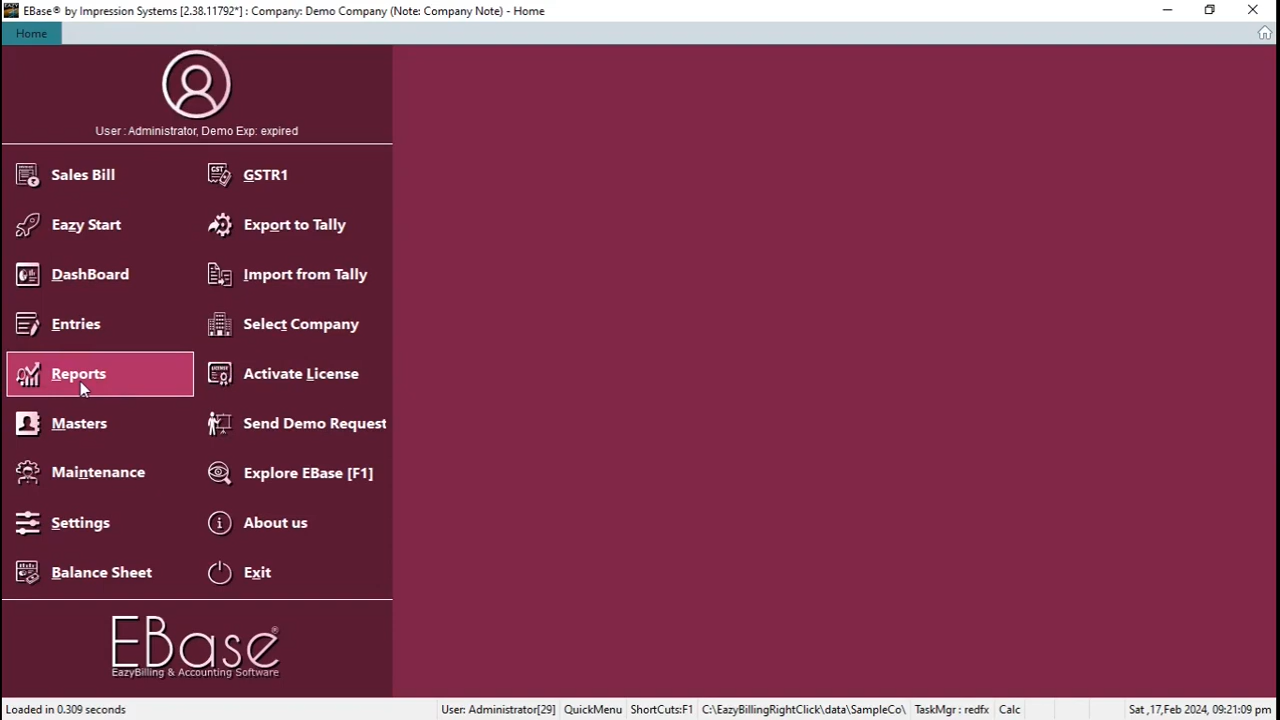 EBase® by Impression Systems [2.38.11792*] : Company: Demo Company (Note: Company Note) - Home
Home
User : Administrator, Demo Exp: expired
Sales Bill
GSTR1
Eazy Start
Export to Tally
DashBoard
Import from Tally
Entries
Select Company
Reports
Activate License
Masters
Send Demo Request
Maintenance
Explore EBase [F1]
Settings
About us
Balance Sheet
Exit
EBase®
EazyBilling & Accounting Software
Loaded in 0.309 seconds
User: Administrator[29]
QuickMenu
ShortCuts:F1
C:\EazyBillingRightClick\data\SampleCo\
TaskMgr : redfx
Calc
Sat ,17,Feb 2024, 09:21:09 pm